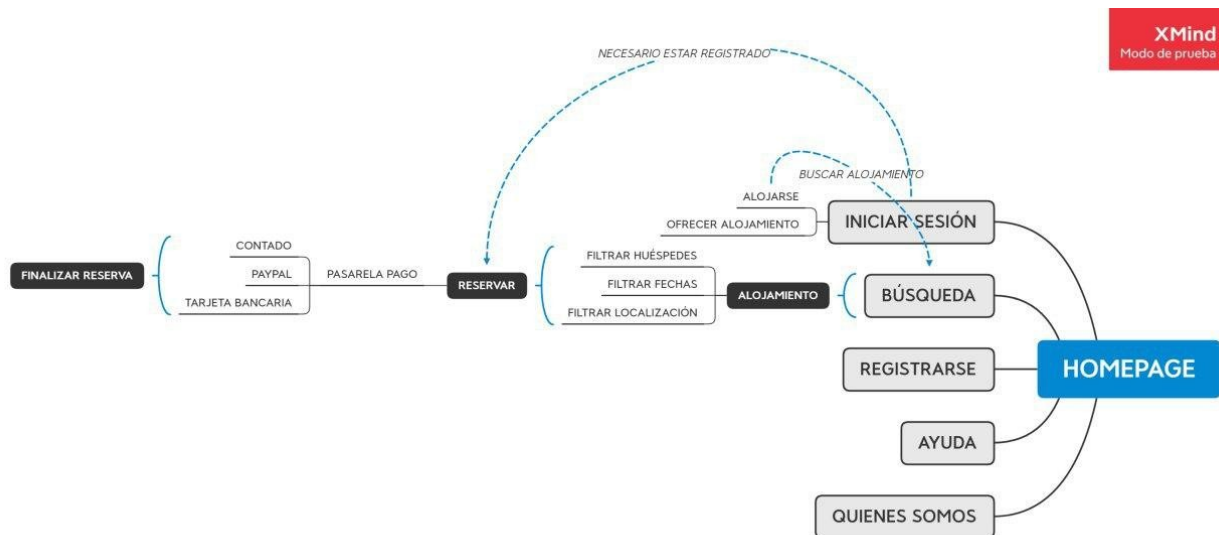 XMind
Modo de prueba
NECESARIO ESTAR REGISTRADO
BUSCAR ALOJAMIENTO
ALOJARSE
OFRECER ALOJAMIENTO
INICIAR SESIÓN
CONTADO
FILTRAR HUÉSPEDES
FINALIZAR RESERVA
PAYPAL
PASARELA PAGO
RESERVAR
FILTRAR FECHAS
ALOJAMIENTO
BÚSQUEDA
TARJETA BANCARIA
FILTRAR LOCALIZACIÓN
REGISTRARSE
HOMEPAGE
AYUDA
QUIENES SOMOS